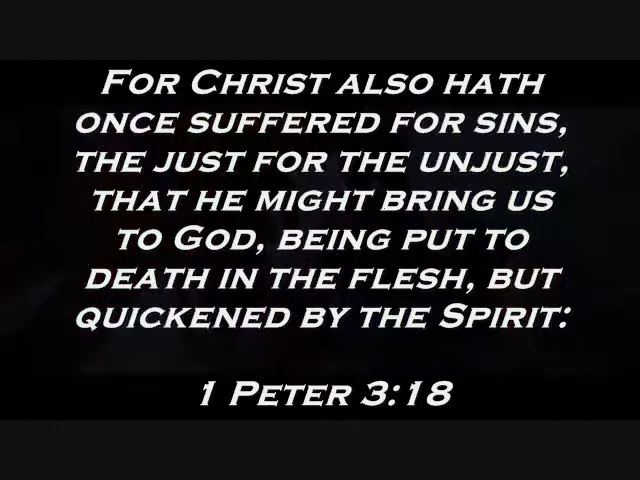 For Christ also hath
once suffered for sins,
the just for the unjust,
that he might bring us
to God, being put to
death in the flesh, but
quickened by the Spirit:
1 Peter 3:18